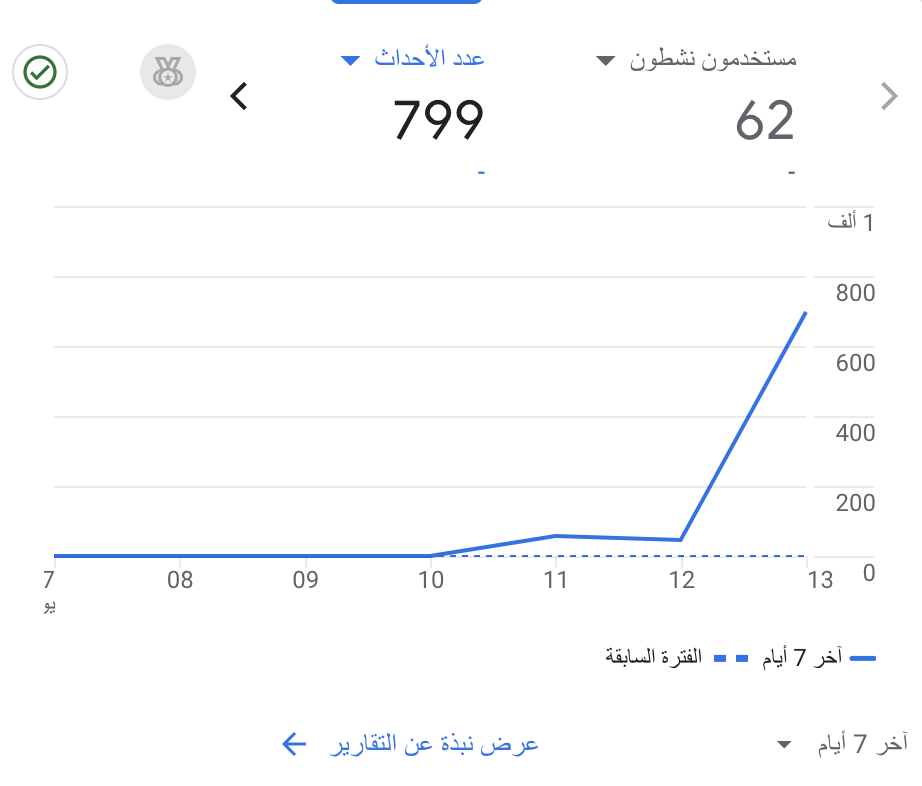 مستخدمون نشطون
عدد الأحداث
62
799
-
-
1 ألف
800
600
400
200
0
7 08 09 10 11 12 13
يو
آخر 7 أيام
الفترة السابقة
آخر 7 أيام
عرض نبذة عن التقارير